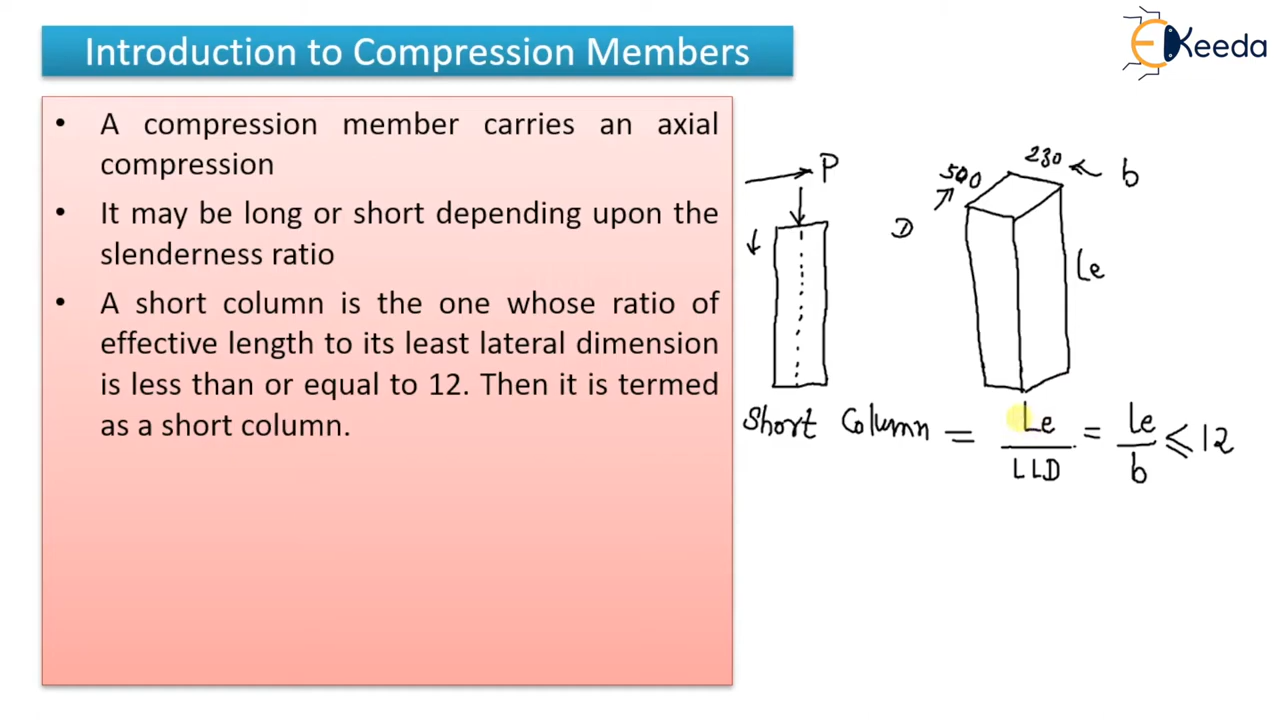 Introduction to Compression Members
EKeeda
• A compression member carries an axial
compression
• It may be long or short depending upon the
slenderness ratio
• A short column is the one whose ratio of
effective length to its least lateral dimension
is less than or equal to 12. Then it is termed
as a short column.
P
500
230
b
D
Le
Short Column = Le/LLD = le/b ≤ 12